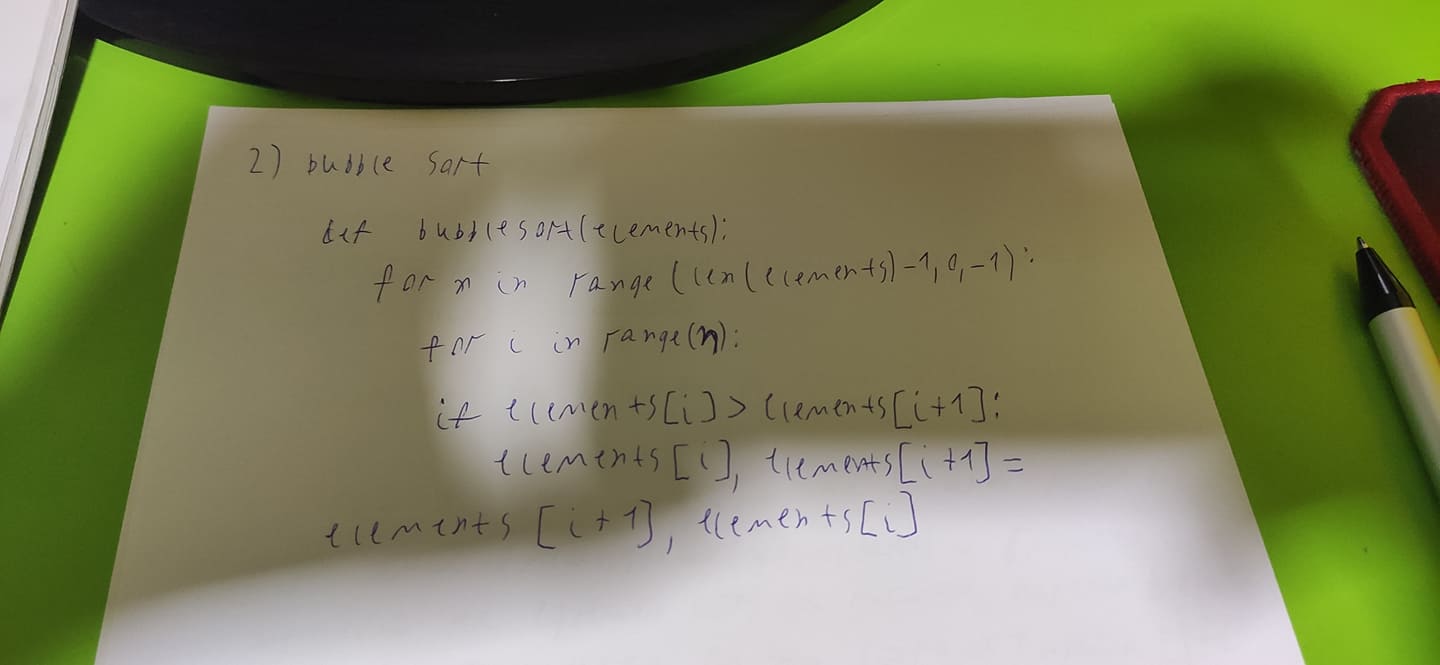 2) bubble sort
def bubblesort(elements):
for n in range(len(elements)-1,0,-1):
for i in range(n):
if elements[i]>elements[i+1]:
elements[i], elements[i+1]=
elements[i+1], elements[i]